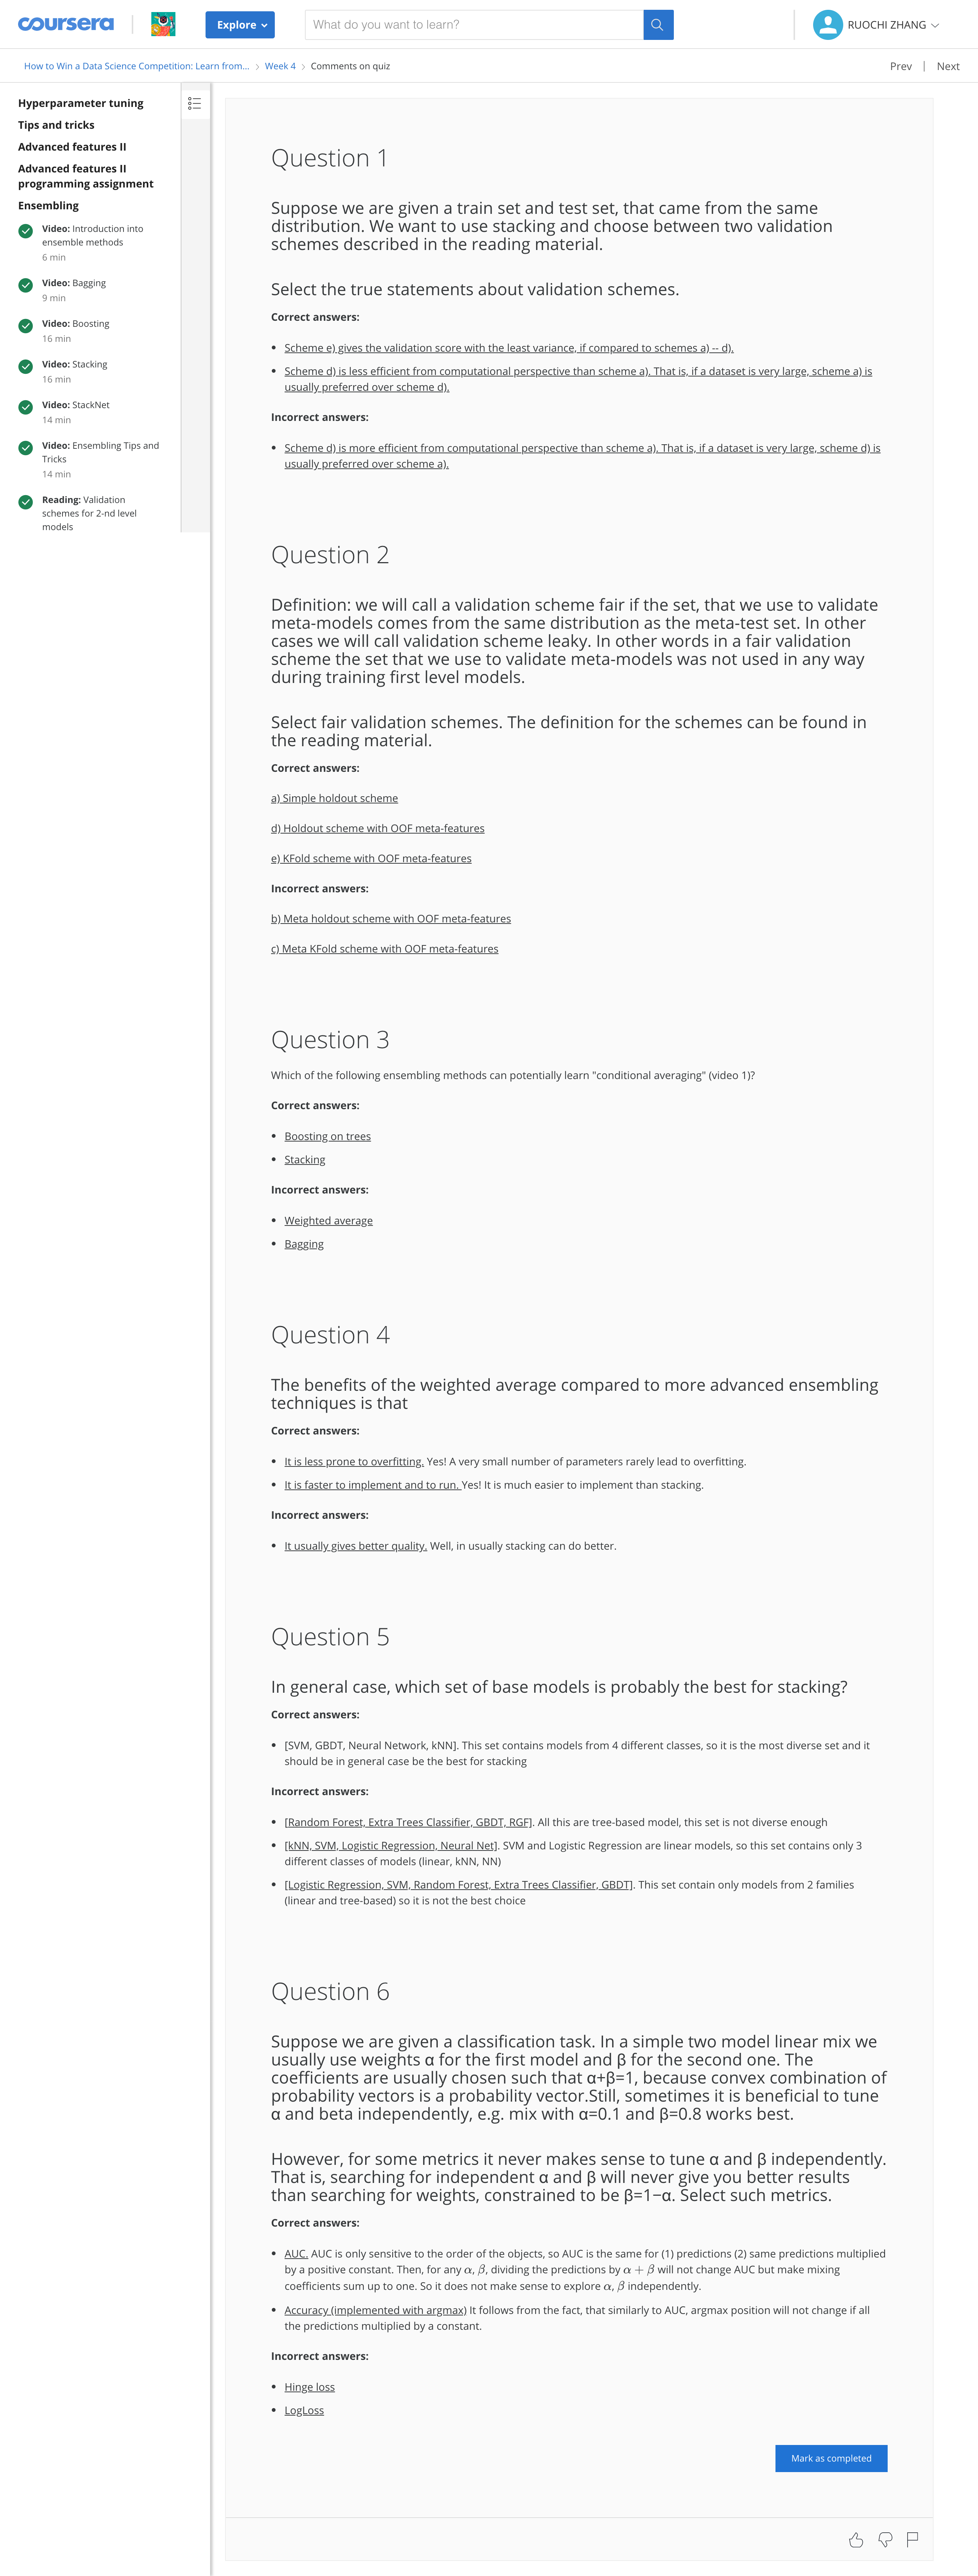 coursera
Explore
What do you want to learn?
RUOCHI ZHANG
How to Win a Data Science Competition: Learn from...
Week 4
Comments on quiz
Prev
Next
Hyperparameter tuning
Tips and tricks
Advanced features II
Advanced features II
programming assignment
Ensembling
Video: Introduction into
ensemble methods
6 min
Video: Bagging
9 min
Video: Boosting
16 min
Video: Stacking
16 min
Video: StackNet
14 min
Video: Ensembling Tips and
Tricks
14 min
Reading: Validation
schemes for 2-nd level
models
Question 1
Suppose we are given a train set and test set, that came from the same
distribution. We want to use stacking and choose between two validation
schemes described in the reading material.
Select the true statements about validation schemes.
Correct answers:
• Scheme e) gives the validation score with the least variance, if compared to schemes a) -- d).
• Scheme d) is less efficient from computational perspective than scheme a). That is, if a dataset is very large, scheme a) is
usually preferred over scheme d).
Incorrect answers:
• Scheme d) is more efficient from computational perspective than scheme a). That is, if a dataset is very large, scheme d) is
usually preferred over scheme a).
Question 2
Definition: we will call a validation scheme fair if the set, that we use to validate
meta-models comes from the same distribution as the meta-test set. In other
cases we will call validation scheme leaky. In other words in a fair validation
scheme the set that we use to validate meta-models was not used in any way
during training first level models.
Select fair validation schemes. The definition for the schemes can be found in
the reading material.
Correct answers:
a) Simple holdout scheme
d) Holdout scheme with OOF meta-features
e) KFold scheme with OOF meta-features
Incorrect answers:
b) Meta holdout scheme with OOF meta-features
c) Meta KFold scheme with OOF meta-features
Question 3
Which of the following ensembling methods can potentially learn "conditional averaging" (video 1)?
Correct answers:
• Boosting on trees
• Stacking
Incorrect answers:
• Weighted average
• Bagging
Question 4
The benefits of the weighted average compared to more advanced ensembling
techniques is that
Correct answers:
• It is less prone to overfitting. Yes! A very small number of parameters rarely lead to overfitting.
• It is faster to implement and to run. Yes! It is much easier to implement than stacking.
Incorrect answers:
• It usually gives better quality. Well, in usually stacking can do better.
Question 5
In general case, which set of base models is probably the best for stacking?
Correct answers:
• [SVM, GBDT, Neural Network, kNN]. This set contains models from 4 different classes, so it is the most diverse set and it
should be in general case be the best for stacking
Incorrect answers:
• [Random Forest, Extra Trees Classifier, GBDT, RGF]. All this are tree-based model, this set is not diverse enough
• [kNN, SVM, Logistic Regression, Neural Net]. SVM and Logistic Regression are linear models, so this set contains only 3
different classes of models (linear, kNN, NN)
• [Logistic Regression, SVM, Random Forest, Extra Trees Classifier, GBDT]. This set contain only models from 2 families
(linear and tree-based) so it is not the best choice
Question 6
Suppose we are given a classification task. In a simple two model linear mix we
usually use weights α for the first model and β for the second one. The
coefficients are usually chosen such that α+β=1, because convex combination of
probability vectors is a probability vector.Still, sometimes it is beneficial to tune
α and beta independently, e.g. mix with α=0.1 and β=0.8 works best.
However, for some metrics it never makes sense to tune α and β independently.
That is, searching for independent α and β will never give you better results
than searching for weights, constrained to be β=1−α. Select such metrics.
Correct answers:
• AUC. AUC is only sensitive to the order of the objects, so AUC is the same for (1) predictions (2) same predictions multiplied
by a positive constant. Then, for any α, β, dividing the predictions by α + β will not change AUC but make mixing
coefficients sum up to one. So it does not make sense to explore α, β independently.
• Accuracy (implemented with argmax) It follows from the fact, that similarly to AUC, argmax position will not change if all
the predictions multiplied by a constant.
Incorrect answers:
• Hinge loss
• LogLoss
Mark as completed